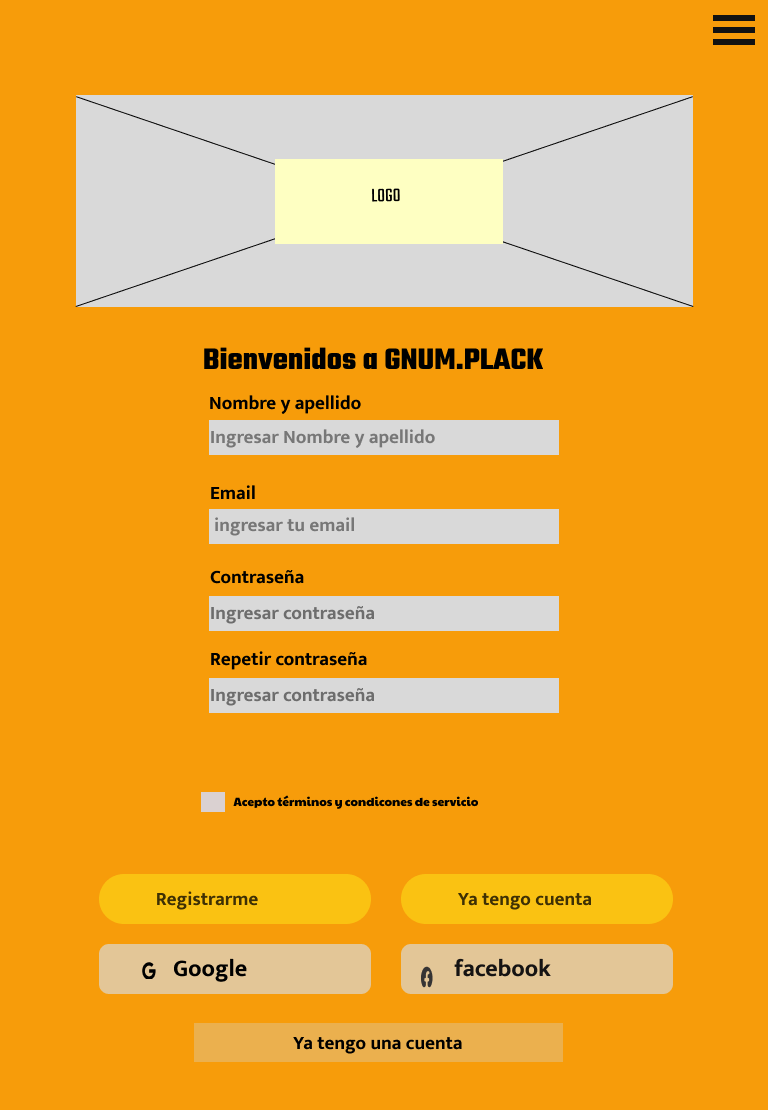 LOGO
Bienvenidos a GNUM.PLACK
Nombre y apellido
Ingresar Nombre y apellido
Email
ingresar tu email
Contraseña
Ingresar contraseña
Repetir contraseña
Ingresar contraseña
Acepto términos y condicones de servicio
Registrarme
Ya tengo cuenta
Google
facebook
Ya tengo una cuenta